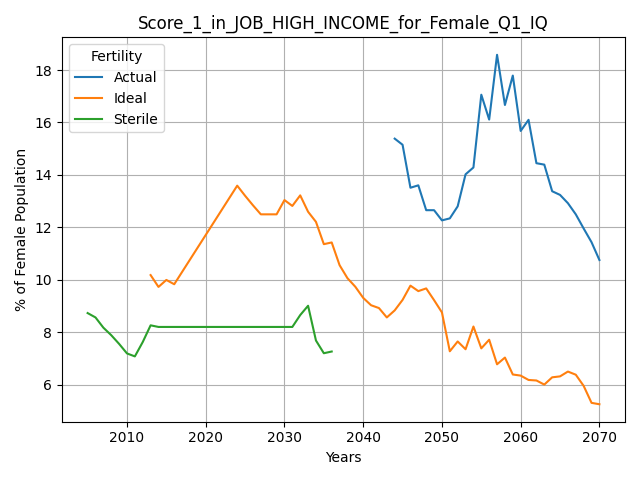 Score_1_in_JOB_HIGH_INCOME_for_Female_Q1_IQ
Fertility
Actual
Ideal
Sterile
% of Female Population
18
16
14
12
10
8
6
2010 2020 2030 2040 2050 2060 2070
Years